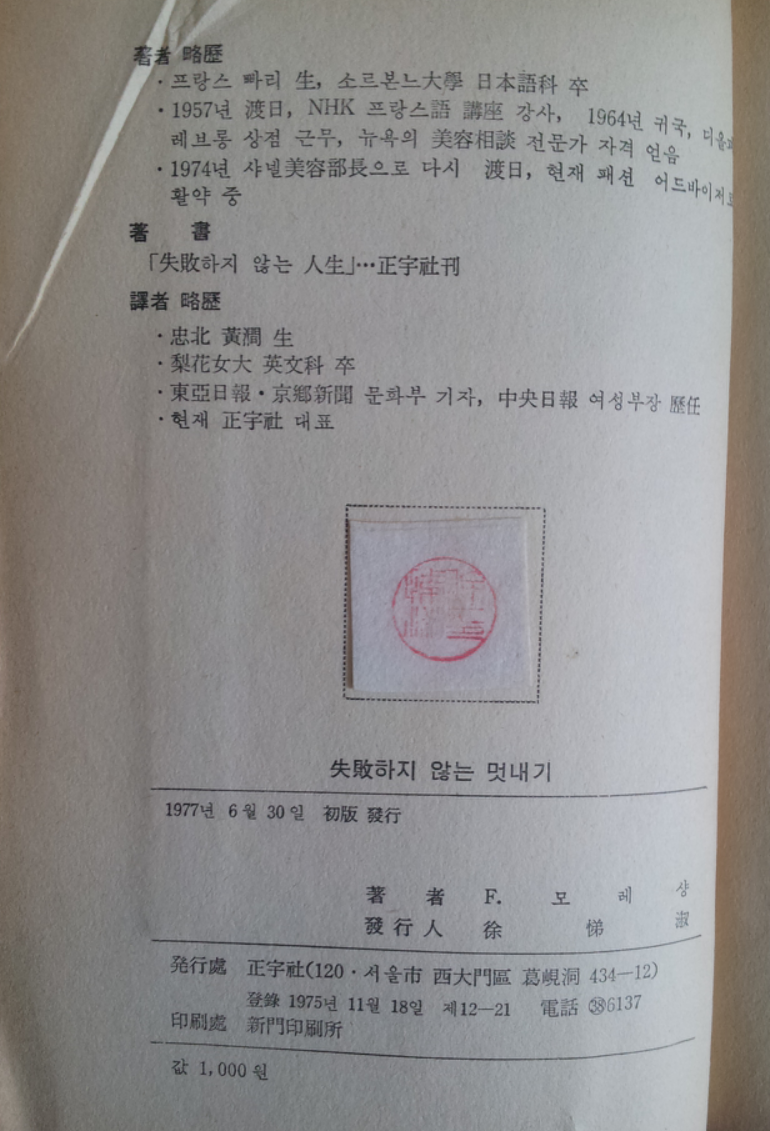 著者 略歷
· 프랑스 빠리 生, 소르본느大學 日本語科 卒
· 1957년 渡日, NHK 프랑스語 講座 강사, 1964년 귀국,
레브롱 상점 근무, 뉴욕의 美容相談 전문가 자격 얻음
· 1974년 샤넬美容部長으로 다시 渡日, 현재 패션 어드바이저로
활약 중
著 書
「失敗하지 않는 人生」…正宇社刊
譯者 略歷
· 忠北 黃澗 生
· 梨花女大 英文科 卒
· 東亞日報·京鄕新聞 문화부 기자, 中央日報 여성부장 歷任
· 현재 正宇社 대표
失敗하지 않는 멋내기
1977년 6월 30일 初版 發行
著 者 F. 모 레 샹
發行人 徐 悌 淑
発行處 正宇社(120·서울市 西大門區 葛峴洞 434—12)
登錄 1975년 11월 18일 제12—21 電話 ㊳6137
印刷處 新門印刷所
값 1,000원